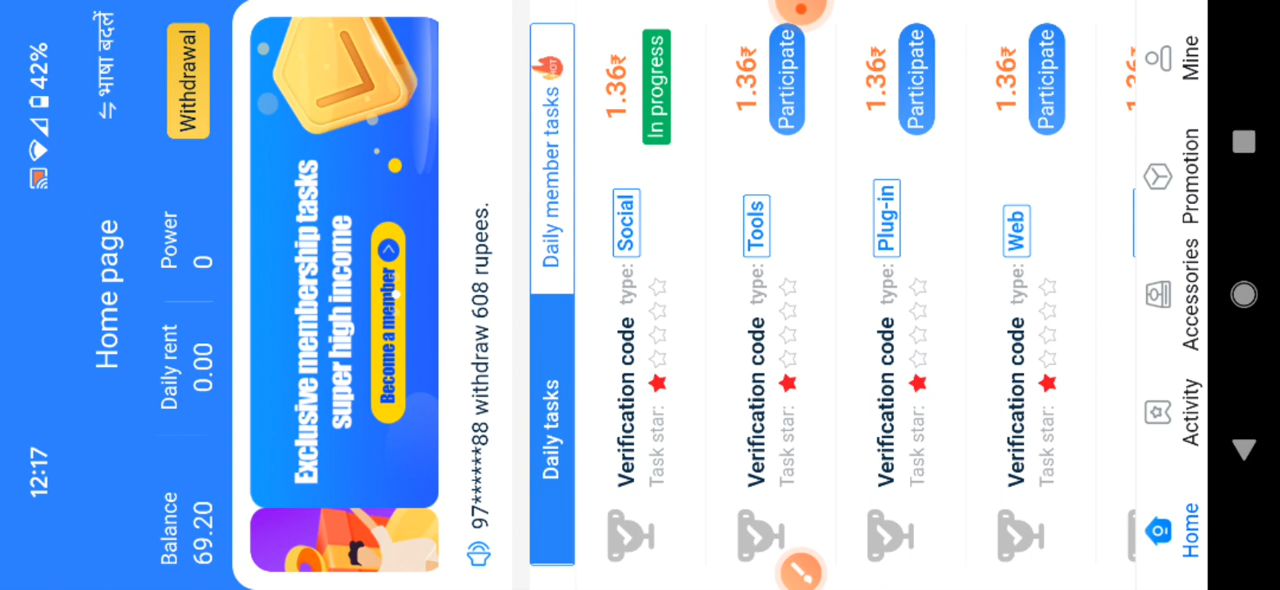 12:17
42%
Home page
भाषा बदलें
Balance
Daily rent
Power
69.20
0.00
0
Withdrawal
Exclusive membership tasks
super high income
Become a member
97******88 withdraw 608 rupees.
Daily tasks
Daily member tasks
HOT
Verification code type: Social 1.36₹
Task star: In progress
Verification code type: Tools 1.36₹
Task star: Participate
Verification code type: Plug-in 1.36₹
Task star: Participate
Verification code type: Web 1.36₹
Task star: Participate
Home
Activity
Accessories
Promotion
Mine